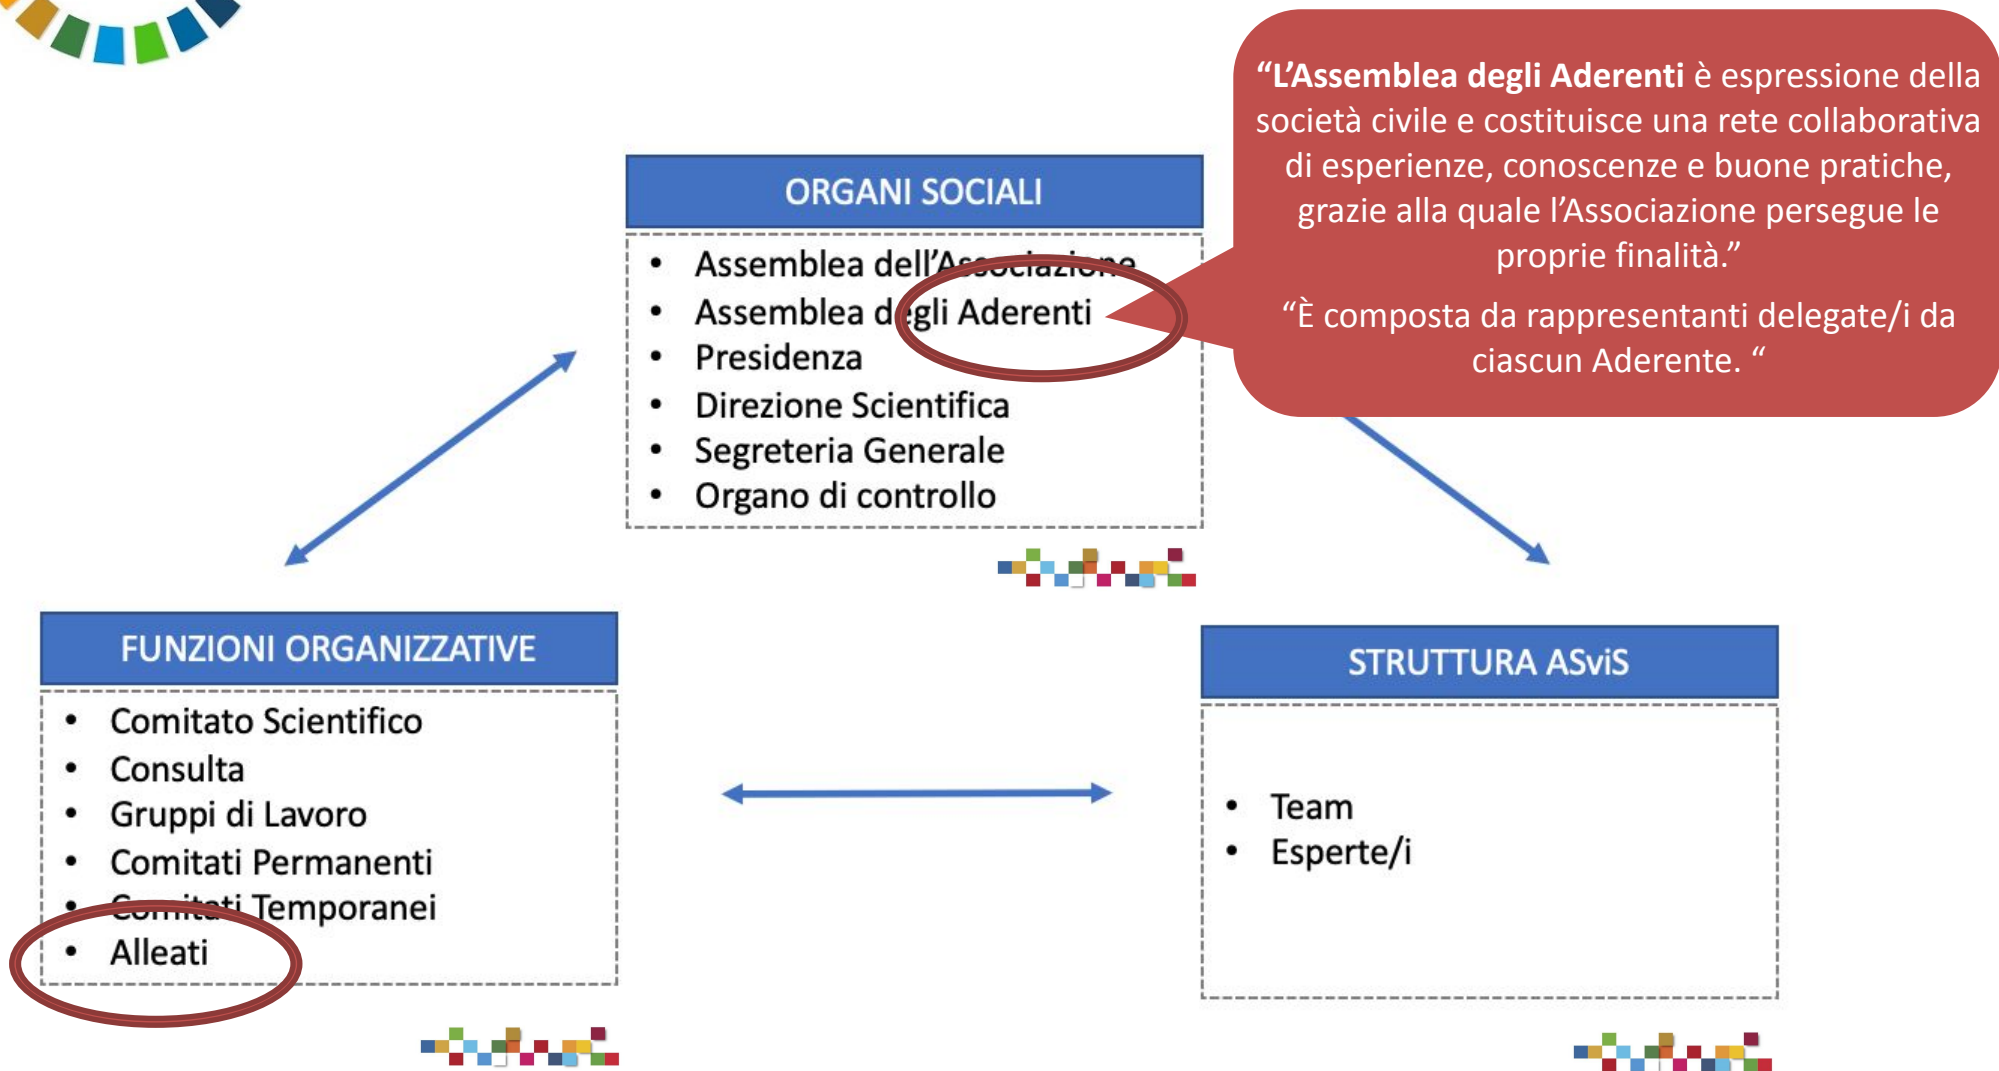 “L’Assemblea degli Aderenti è espressione della
società civile e costituisce una rete collaborativa
di esperienze, conoscenze e buone pratiche,
grazie alla quale l’Associazione persegue le
proprie finalità.”
“È composta da rappresentanti delegate/i da
ciascun Aderente. “
ORGANI SOCIALI
• Assemblea dell’Associazione
• Assemblea degli Aderenti
• Presidenza
• Direzione Scientifica
• Segreteria Generale
• Organo di controllo
FUNZIONI ORGANIZZATIVE
• Comitato Scientifico
• Consulta
• Gruppi di Lavoro
• Comitati Permanenti
• Comitati Temporanei
• Alleati
STRUTTURA ASviS
• Team
• Esperte/i